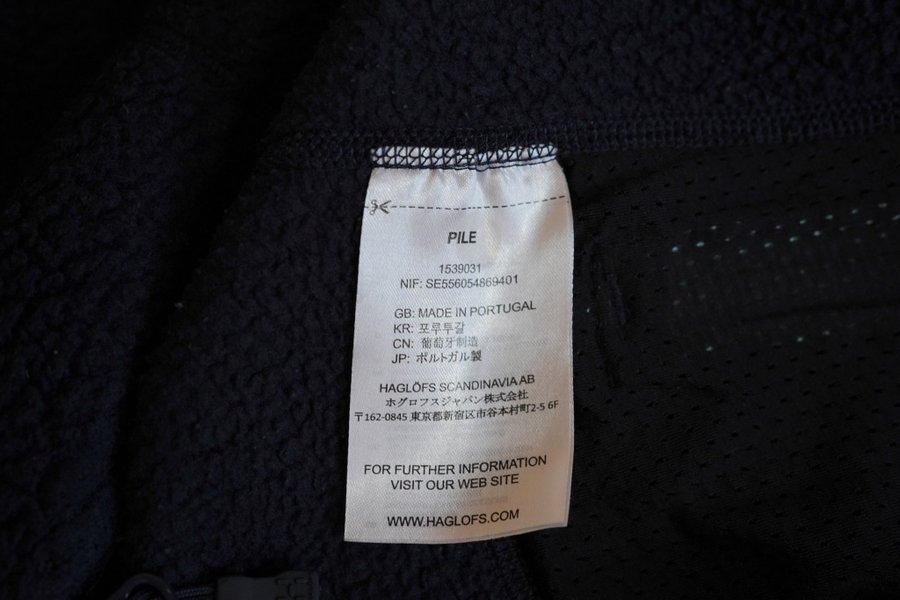 PILE
1539031
NIF: SE556054869401
GB: MADE IN PORTUGAL
KR: 포루투갈
CN: 葡萄牙制造
JP: ポルトガル製
HAGLÖFS SCANDINAVIA AB
ホグロフスジャパン株式会社
〒162-0845 東京都新宿区市谷本村町2-5 6F
FOR FURTHER INFORMATION
VISIT OUR WEB SITE
WWW.HAGLOFS.COM